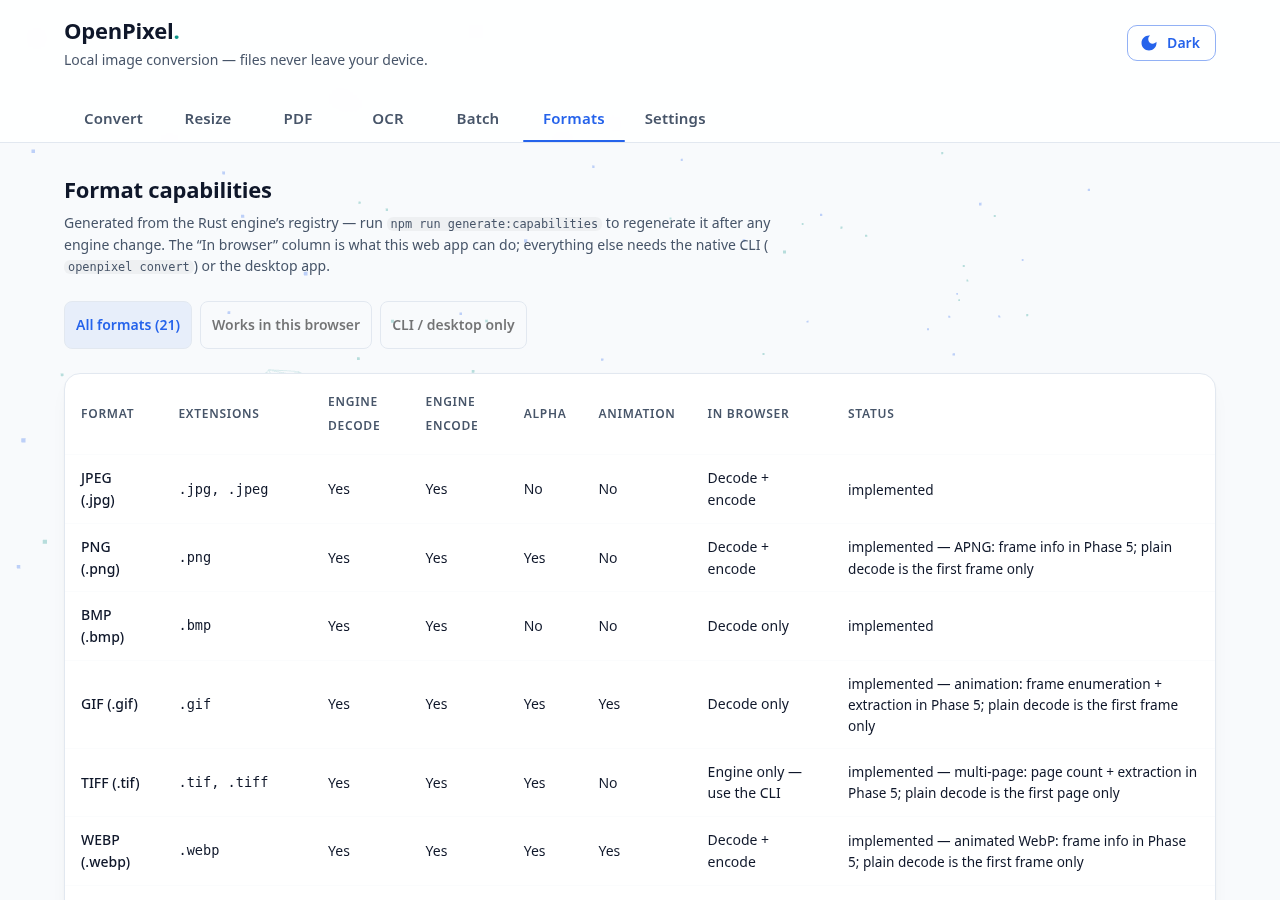 OpenPixel.
Local image conversion — files never leave your device.
Dark
Convert Resize PDF OCR Batch Formats Settings
Format capabilities
Generated from the Rust engine’s registry — run npm run generate:capabilities to regenerate it after any
engine change. The “In browser” column is what this web app can do; everything else needs the native CLI (
openpixel convert) or the desktop app.
All formats (21) Works in this browser CLI / desktop only
FORMAT EXTENSIONS ENGINE DECODE ENGINE ENCODE ALPHA ANIMATION IN BROWSER STATUS
JPEG (.jpg) .jpg, .jpeg Yes Yes No No Decode + encode implemented
PNG (.png) .png Yes Yes Yes No Decode + encode implemented — APNG: frame info in Phase 5; plain decode is the first frame only
BMP (.bmp) .bmp Yes Yes No No Decode only implemented
GIF (.gif) .gif Yes Yes Yes Yes Decode only implemented — animation: frame enumeration + extraction in Phase 5; plain decode is the first frame only
TIFF (.tif) .tif, .tiff Yes Yes Yes No Engine only — use the CLI implemented — multi-page: page count + extraction in Phase 5; plain decode is the first page only
WEBP (.webp) .webp Yes Yes Yes Yes Decode + encode implemented — animated WebP: frame info in Phase 5; plain decode is the first frame only